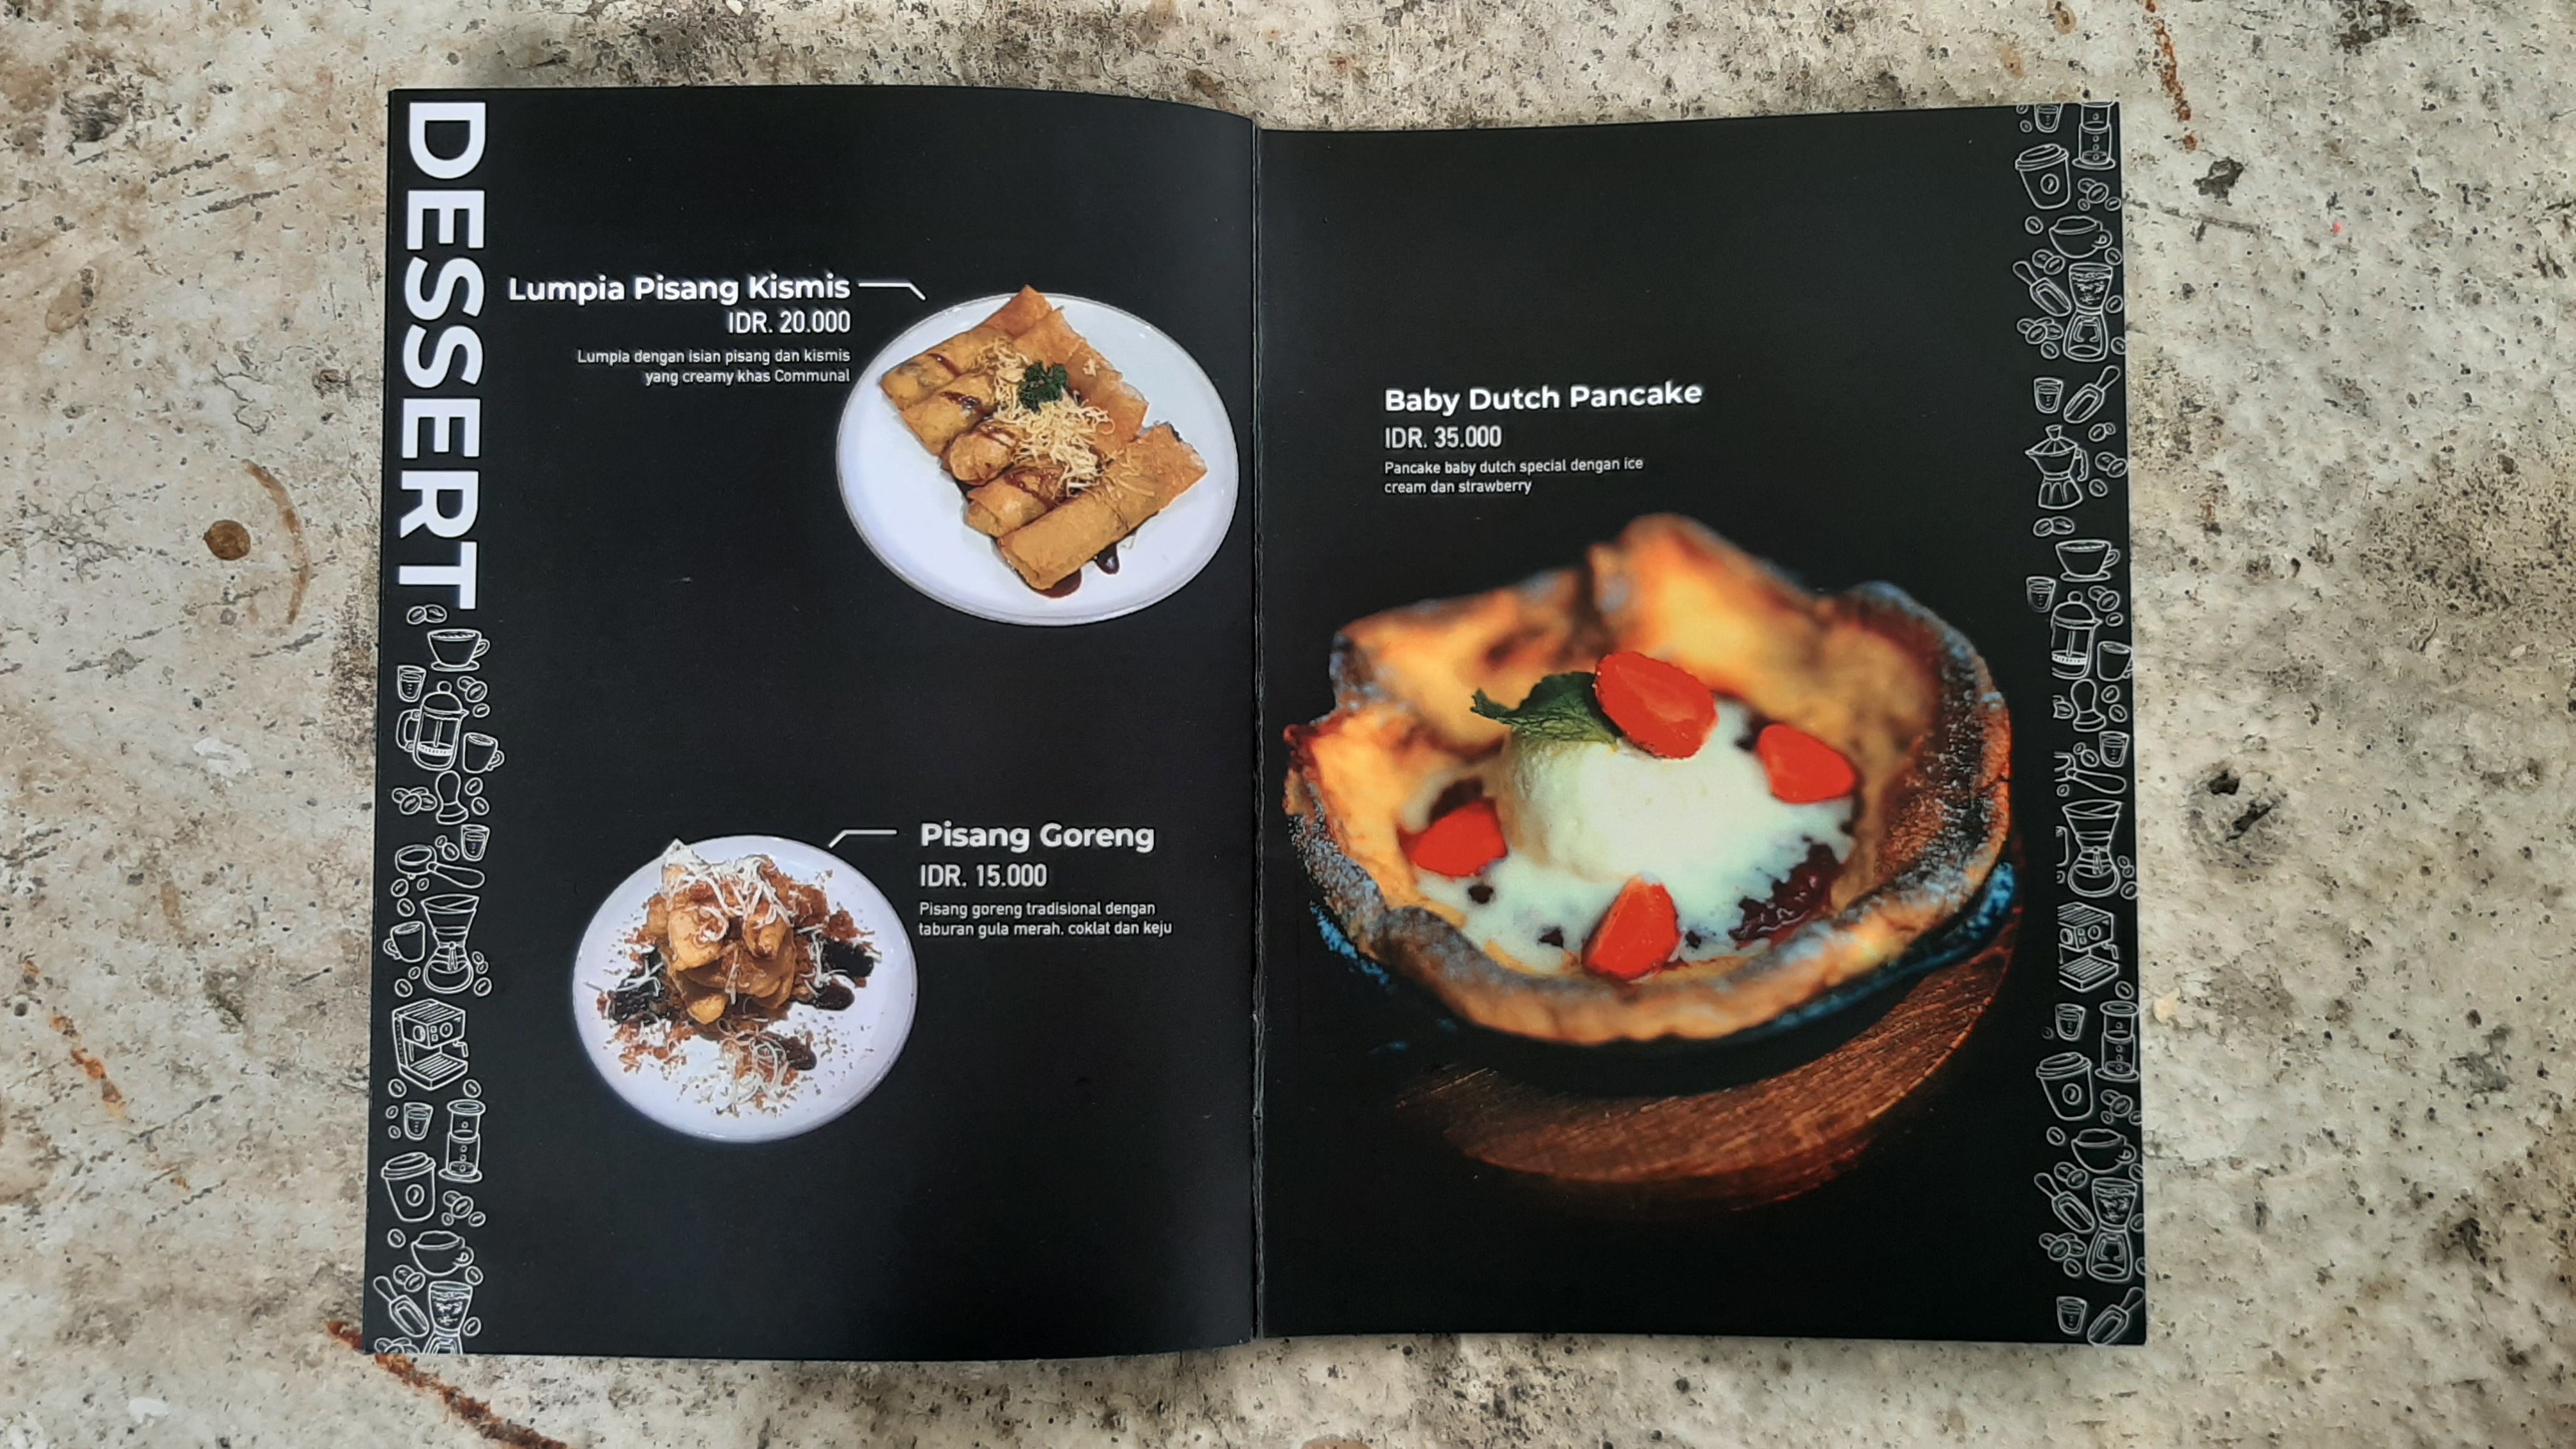 DESSERT
Lumpia Pisang Kismis
IDR. 20.000
Lumpia dengan isian pisang dan kismis
yang creamy khas Communal
Pisang Goreng
IDR. 15.000
Pisang goreng tradisional dengan
taburan gula merah, coklat dan keju
Baby Dutch Pancake
IDR. 35.000
Pancake baby dutch special dengan ice
cream dan strawberry